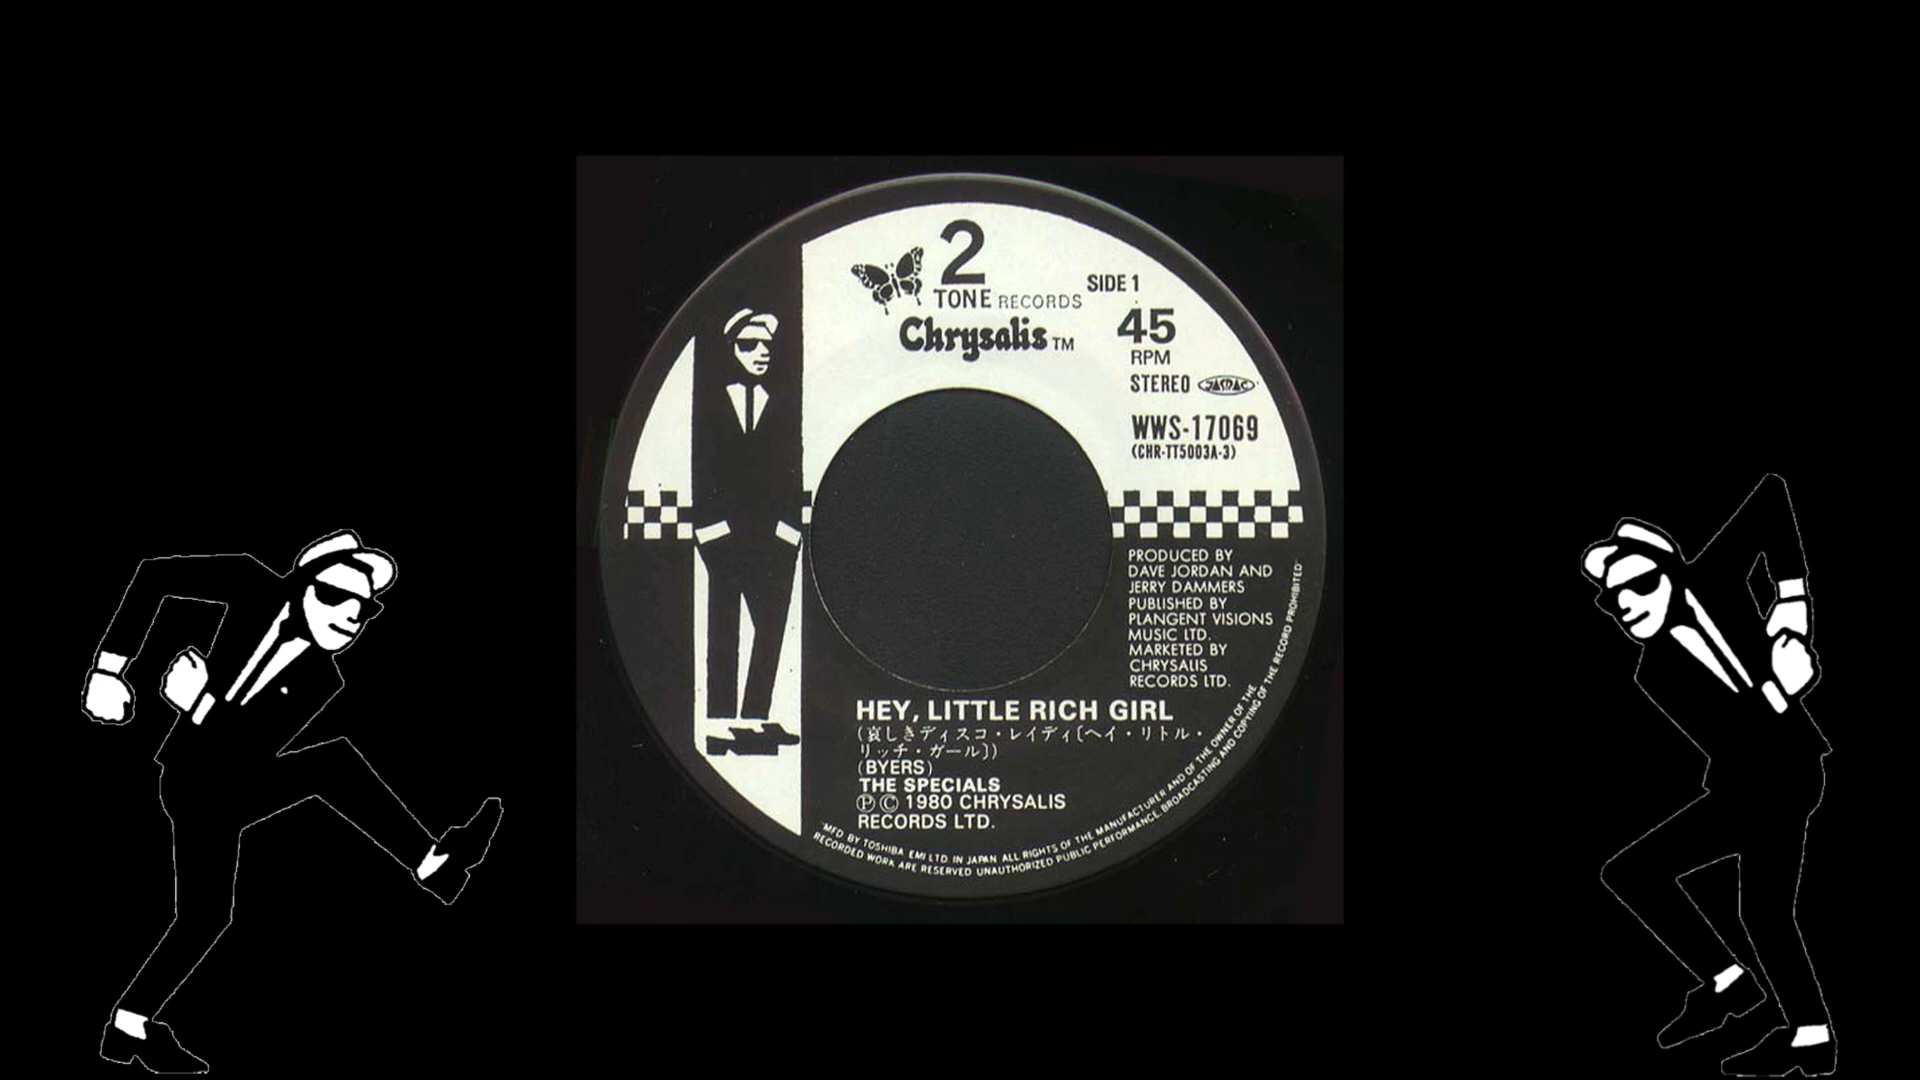 2
TONE RECORDS
Chrysalis TM
SIDE 1
45
RPM
STEREO JASRAC
WWS-17069
(CHR-TT5003A-3)
PRODUCED BY
DAVE JORDAN AND
JERRY DAMMERS
PUBLISHED BY
PLANGENT VISIONS
MUSIC LTD.
MARKETED BY
CHRYSALIS
RECORDS LTD.
HEY, LITTLE RICH GIRL
(哀しきディスコ・レイディ〔ヘイ・リトル・
リッチ・ガール〕)
(BYERS)
THE SPECIALS
Ⓟ Ⓒ 1980 CHRYSALIS
RECORDS LTD.
MFD BY TOSHIBA EMI LTD. IN JAPAN ALL RIGHTS OF THE MANUFACTURER AND OF THE OWNER OF THE
RECORDED WORK ARE RESERVED UNAUTHORIZED PUBLIC PERFORMANCE, BROADCASTING AND COPYING OF THE RECORD PROHIBITED